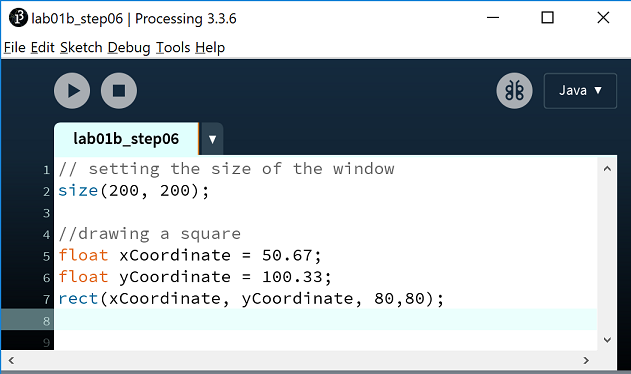 lab01b_step06 | Processing 3.3.6
File Edit Sketch Debug Tools Help
Java ▼
lab01b_step06 ▼
1 // setting the size of the window
2 size(200, 200);
3
4 //drawing a square
5 float xCoordinate = 50.67;
6 float yCoordinate = 100.33;
7 rect(xCoordinate, yCoordinate, 80,80);
8
9